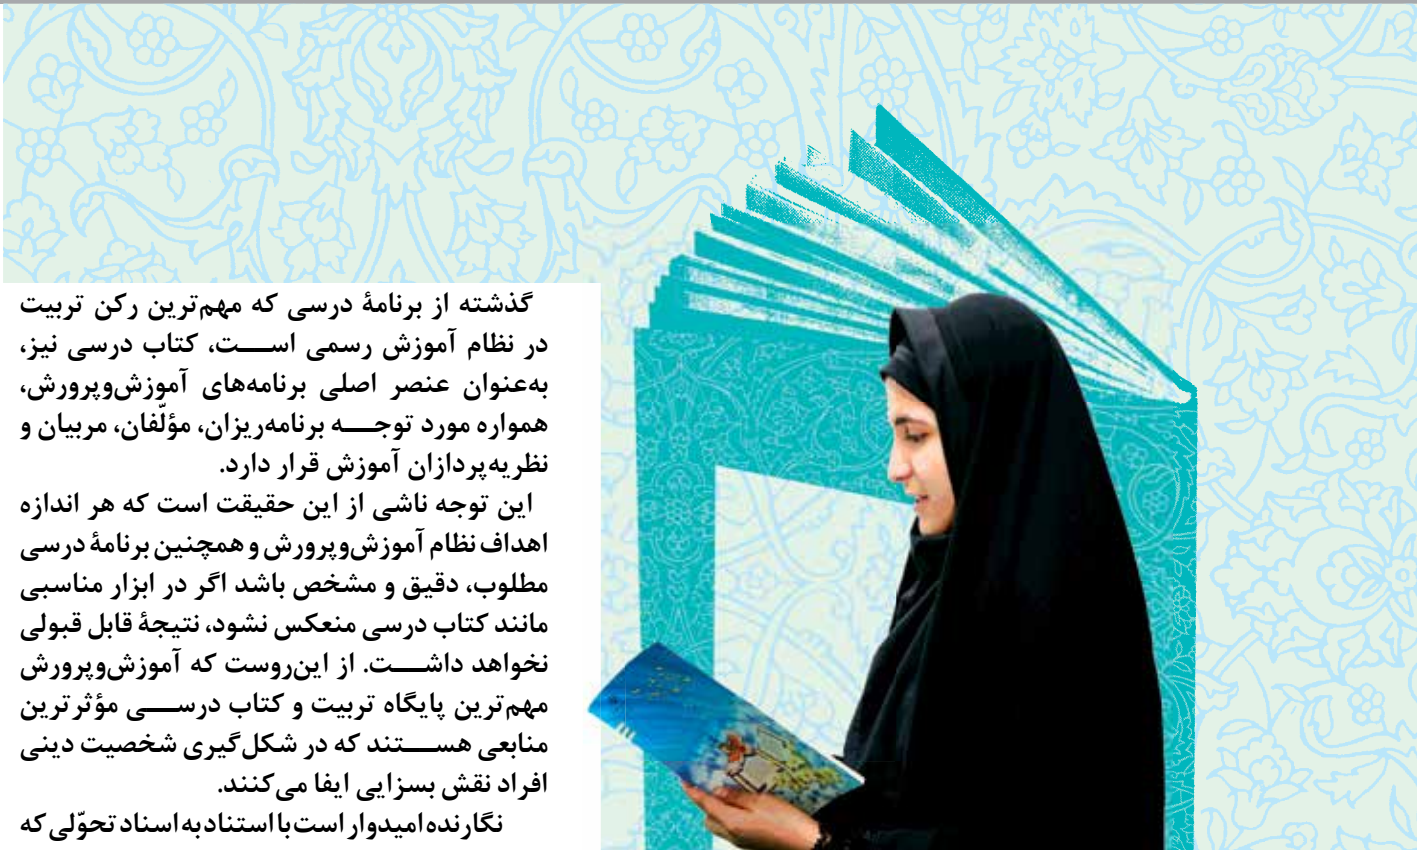 گذشته از برنامهٔ درسی که مهم‌ترین رکن تربیت
در نظام آموزش رسمی است، کتاب درسی نیز،
به‌عنوان عنصر اصلی برنامه‌های آموزش‌وپرورش،
همواره مورد توجه برنامه‌ریزان، مؤلّفان، مربیان و
نظریه‌پردازان آموزش قرار دارد.
این توجه ناشی از این حقیقت است که هر اندازه
اهداف نظام آموزش‌وپرورش و همچنین برنامهٔ درسی
مطلوب، دقیق و مشخص باشد اگر در ابزار مناسبی
مانند کتاب درسی منعکس نشود، نتیجهٔ قابل قبولی
نخواهد داشت. از این‌روست که آموزش‌وپرورش
مهم‌ترین پایگاه تربیت و کتاب درسی مؤثرترین
منابعی هستند که در شکل‌گیری شخصیت دینی
افراد نقش بسزایی ایفا می‌کنند.
نگارنده امیدوار است با استناد به اسناد تحوّلی که